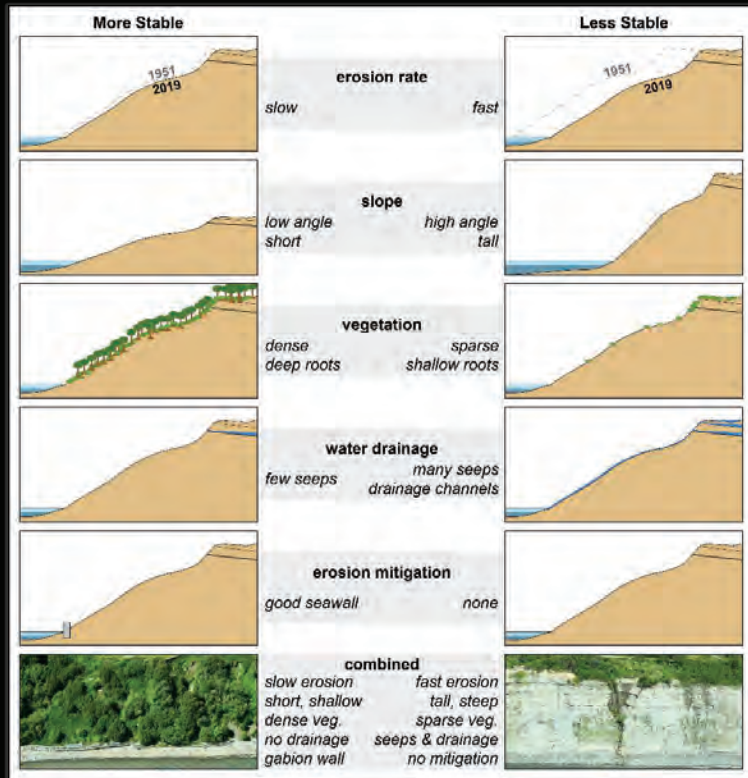 More Stable
Less Stable
1951
2019
erosion rate
slow
fast
1951
2019
slope
low angle
high angle
short
tall
vegetation
dense
sparse
deep roots
shallow roots
water drainage
few seeps
many seeps
drainage channels
erosion mitigation
good seawall
none
combined
slow erosion
fast erosion
short, shallow
tall, steep
dense veg.
sparse veg.
no drainage
seeps & drainage
gabion wall
no mitigation